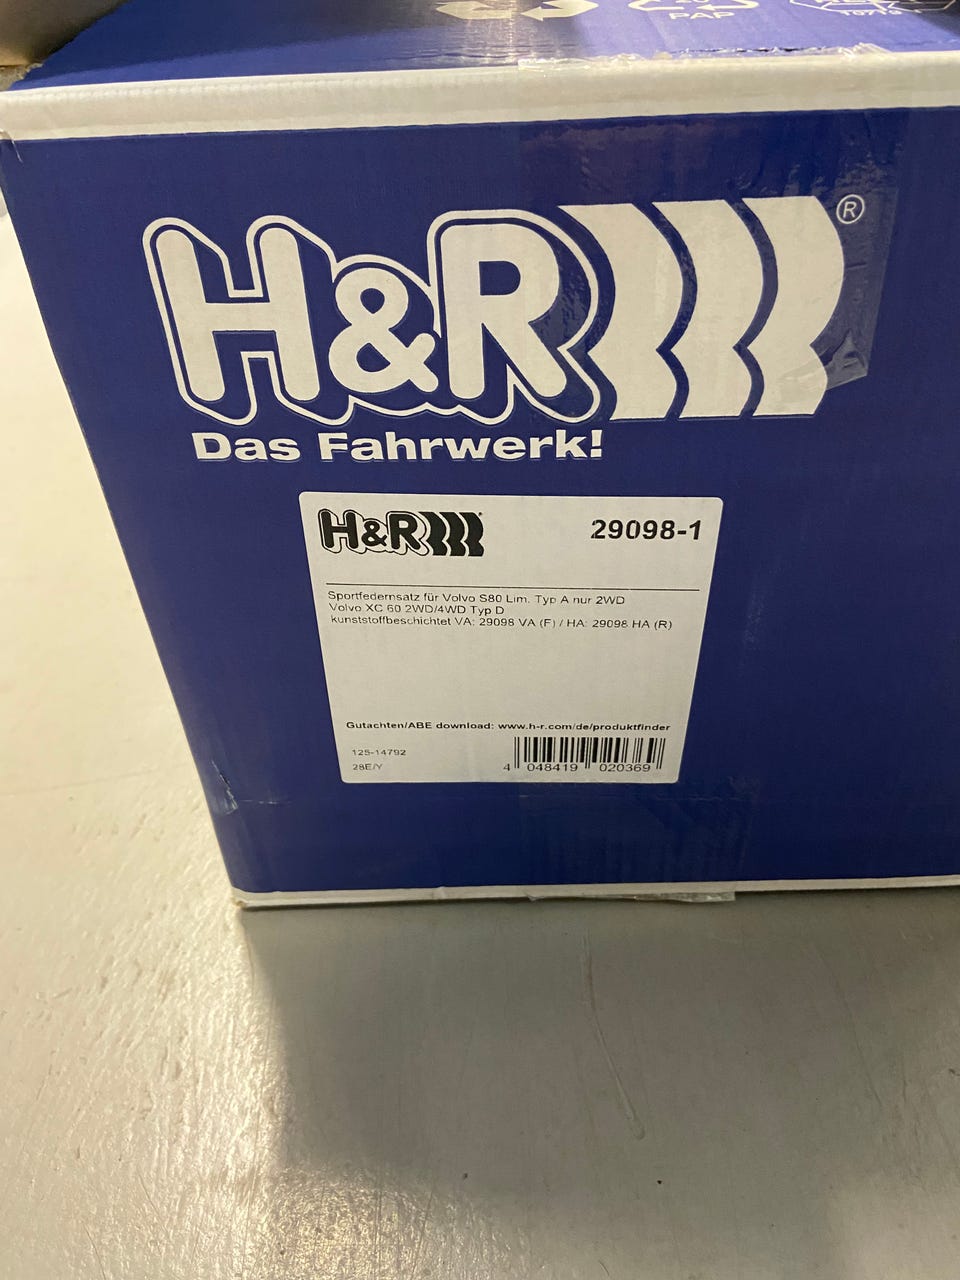 PAP
H&R®
Das Fahrwerk!
H&R
29098-1
Sportfedernsatz für Volvo S80 Lim. Typ A nur 2WD
Volvo XC 60 2WD/4WD Typ D
kunststoffbeschichtet VA: 29098 VA (F) / HA: 29098 HA (R)
Gutachten/ABE download: www.h-r.com/de/produktfinder
125-14792
28E/Y
4 048419 020369